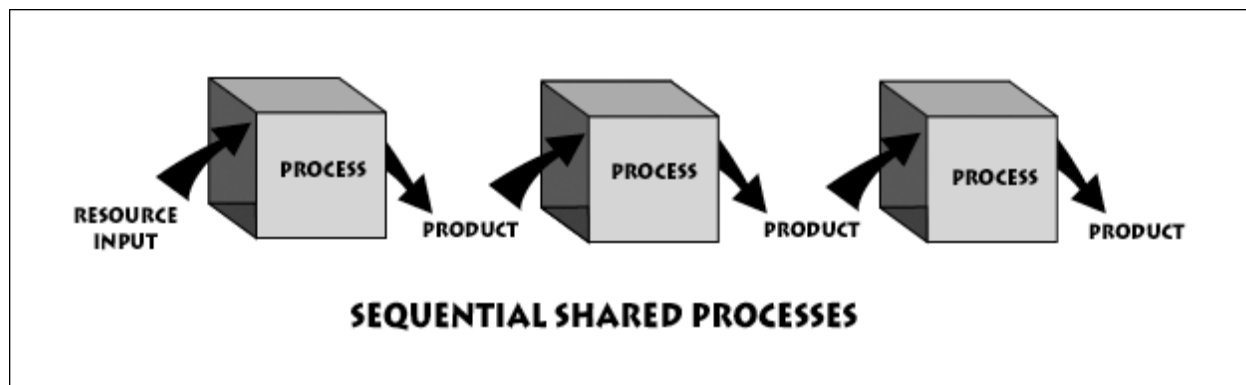 PROCESS
PROCESS
PROCESS
RESOURCE
INPUT
PRODUCT
PRODUCT
PRODUCT
SEQUENTIAL SHARED PROCESSES